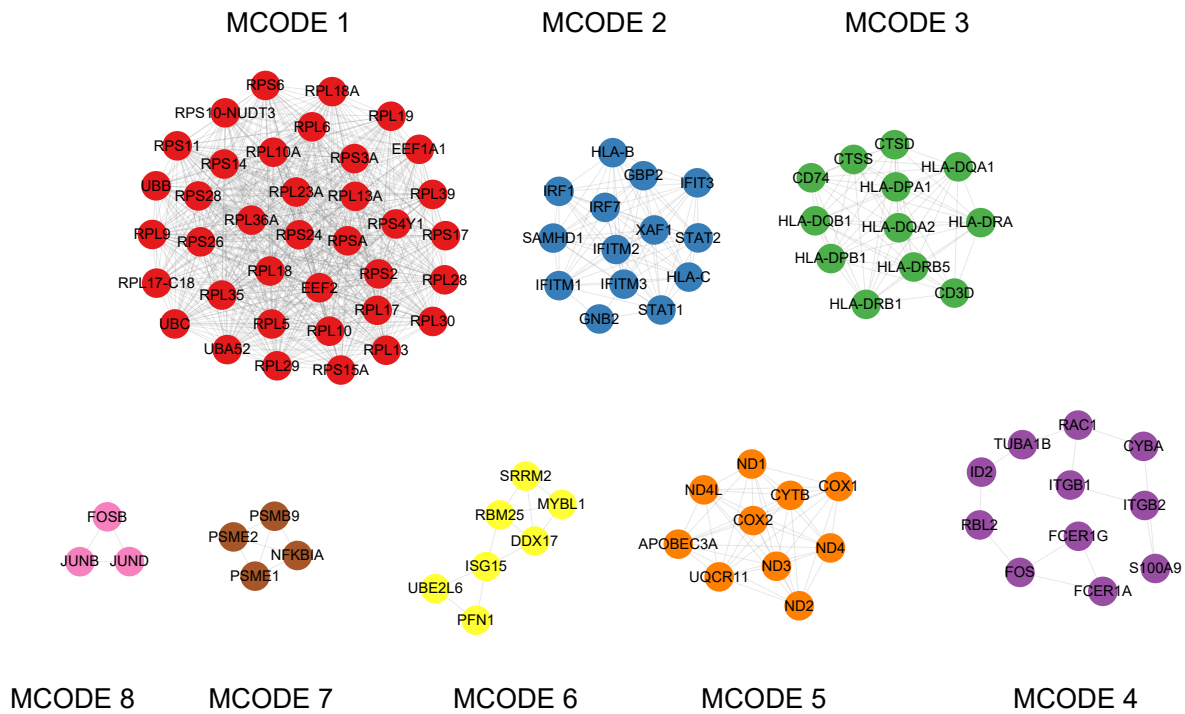 MCODE 1
MCODE 2
MCODE 3
RPS6
RPL18A
RPS10-NUDT3
RPL19
RPL6
RPS11
EEF1A1
RPS14
RPL10A
RPS3A
UBB
RPS28
RPL23A
RPL13A
RPL39
RPL36A
RPS4Y1
RPL9
RPS26
RPS24
RPSA
RPS17
RPL17-C18
RPL18
RPS2
RPL28
RPL35
EEF2
RPL17
UBC
RPL5
RPL10
RPL30
UBA52
RPL29
RPS15A
RPL13
HLA-B
GBP2
IFIT3
IRF1
IRF7
XAF1
SAMHD1
STAT2
IFITM2
IFITM1
IFITM3
HLA-C
GNB2
STAT1
CTSD
CTSS
HLA-DQA1
CD74
HLA-DPA1
HLA-DQB1
HLA-DQA2
HLA-DRA
HLA-DPB1
HLA-DRB5
HLA-DRB1
CD3D
FOSB
JUNB
JUND
PSMB9
PSME2
NFKBIA
PSME1
SRRM2
MYBL1
RBM25
DDX17
ISG15
UBE2L6
PFN1
ND1
ND4L
CYTB
COX1
COX2
APOBEC3A
ND4
UQCR11
ND3
ND2
RAC1
TUBA1B
CYBA
ID2
ITGB1
ITGB2
RBL2
FCER1G
FOS
S100A9
FCER1A
MCODE 8
MCODE 7
MCODE 6
MCODE 5
MCODE 4